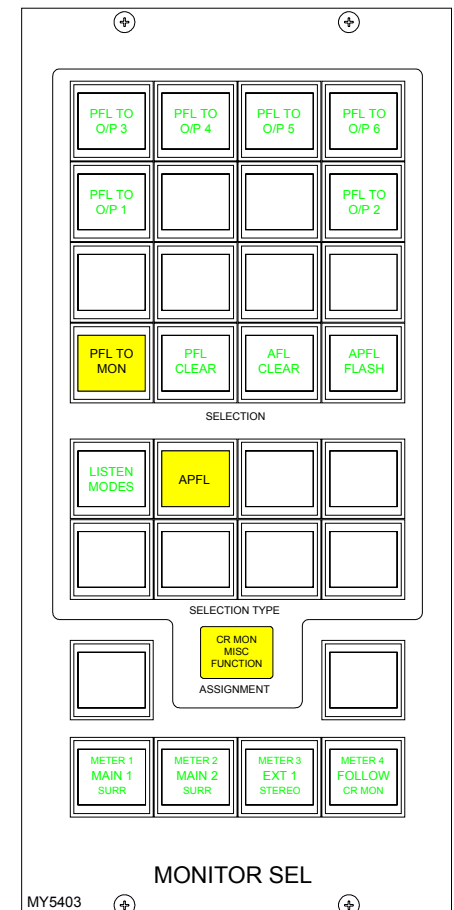 PFL TO
O/P 3
PFL TO
O/P 4
PFL TO
O/P 5
PFL TO
O/P 6
PFL TO
O/P 1
PFL TO
O/P 2
PFL TO
MON
PFL
CLEAR
AFL
CLEAR
APFL
FLASH
SELECTION
LISTEN
MODES
APFL
SELECTION TYPE
CR MON
MISC
FUNCTION
ASSIGNMENT
METER 1
MAIN 1
SURR
METER 2
MAIN 2
SURR
METER 3
EXT 1
STEREO
METER 4
FOLLOW
CR MON
MONITOR SEL
MY5403